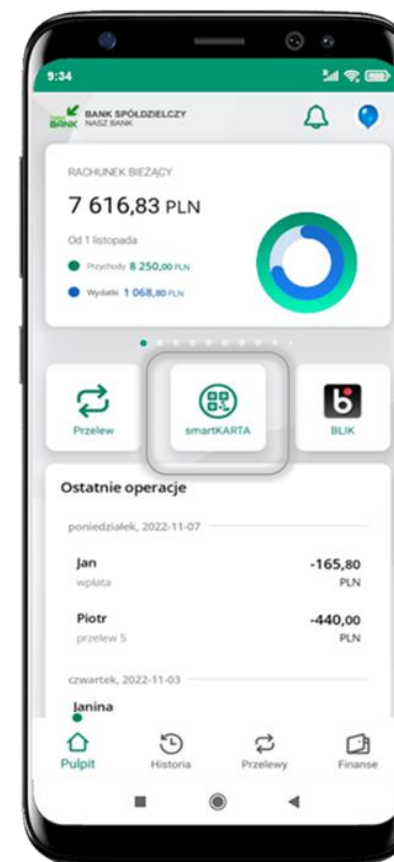 9:34
BANK SPÓŁDZIELCZY
NASZ BANK
BANK
RACHUNEK BIEŻĄCY
7 616,83 PLN
Od 1 listopada
Przychody 8 250,00 PLN
Wydatki 1 068,80 PLN
Przelew
smartKARTA
BLIK
Ostatnie operacje
poniedziałek, 2022-11-07
Jan -165,80
wpłata PLN
Piotr -440,00
przelew 5 PLN
czwartek, 2022-11-03
Janina
Pulpit Historia Przelewy Finanse